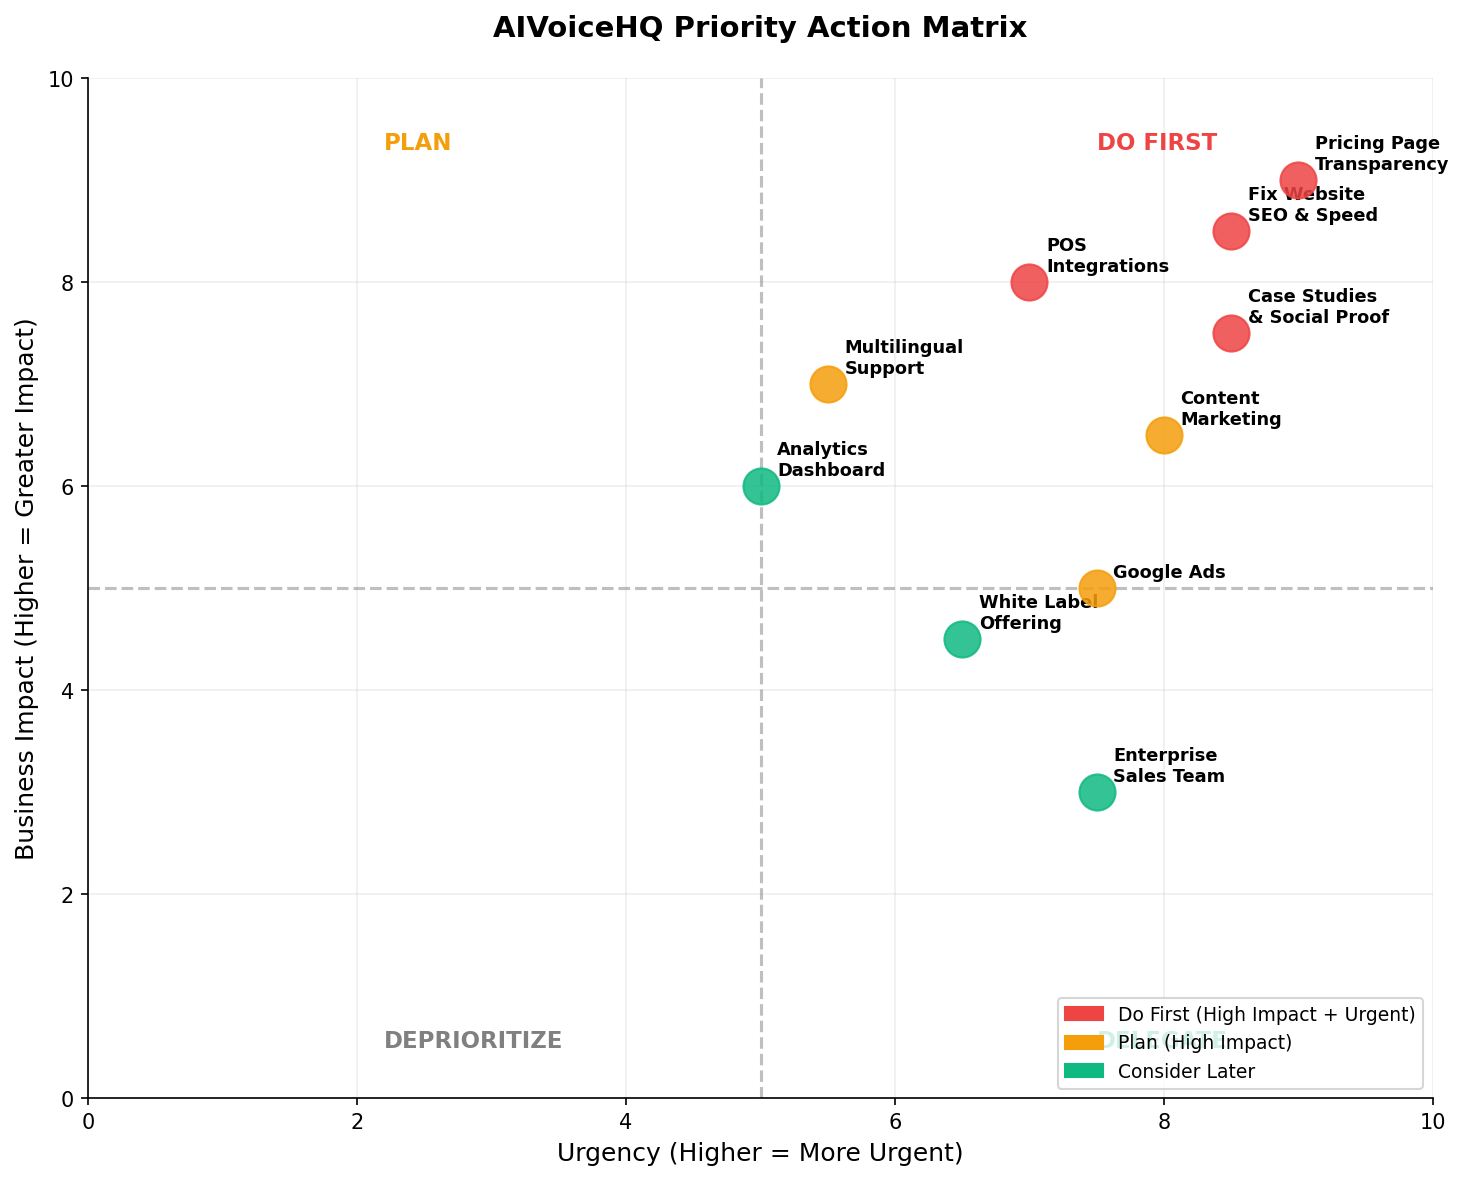 AIVoiceHQ Priority Action Matrix
PLAN
DO FIRST
Pricing Page
Transparency
Fix Website
SEO & Speed
POS
Integrations
Case Studies
& Social Proof
Multilingual
Support
Content
Marketing
Analytics
Dashboard
Google Ads
White Label
Offering
Enterprise
Sales Team
DEPRIORITIZE
DELEGATE
Do First (High Impact + Urgent)
Plan (High Impact)
Consider Later
10
8
6
4
2
0
0
2
4
6
8
10
Urgency (Higher = More Urgent)
Business Impact (Higher = Greater Impact)